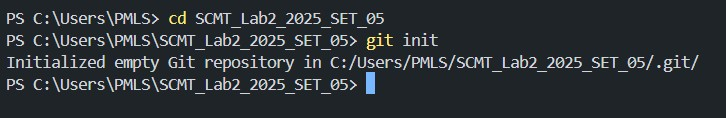 PS C:\Users\PMLS> cd SCMT_Lab2_2025_SET_05
PS C:\Users\PMLS\SCMT_Lab2_2025_SET_05> git init
Initialized empty Git repository in C:/Users/PMLS/SCMT_Lab2_2025_SET_05/.git/
PS C:\Users\PMLS\SCMT_Lab2_2025_SET_05>